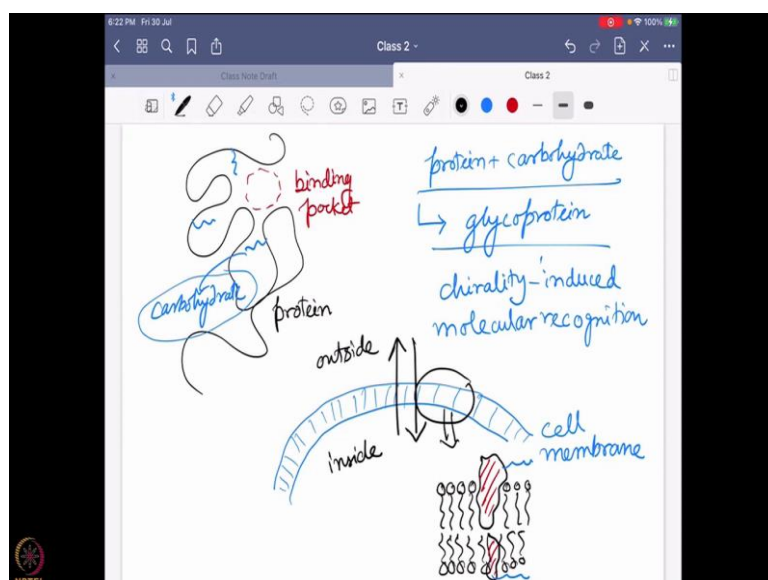 6:22 PM Fri 30 Jul
100%
Class 2
Class Note Draft
Class 2
protein + carbohydrate
glycoprotein
chirality-induced
molecular recognition
binding
pocket
carbohydrate
protein
outside
inside
cell
membrane
NPTEL